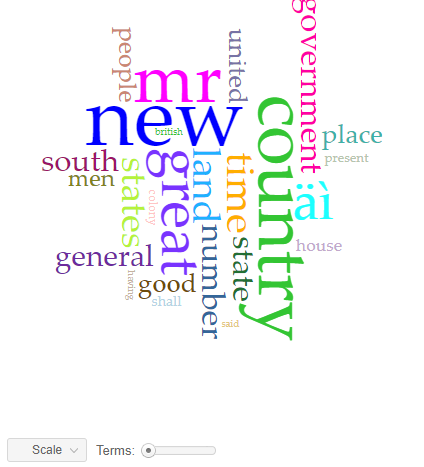 government
people
united
mr
new
country
british
place
present
south
men
states
great
land
time
colony
äì
general
number
state
house
having
good
shall
said
Scale
Terms: